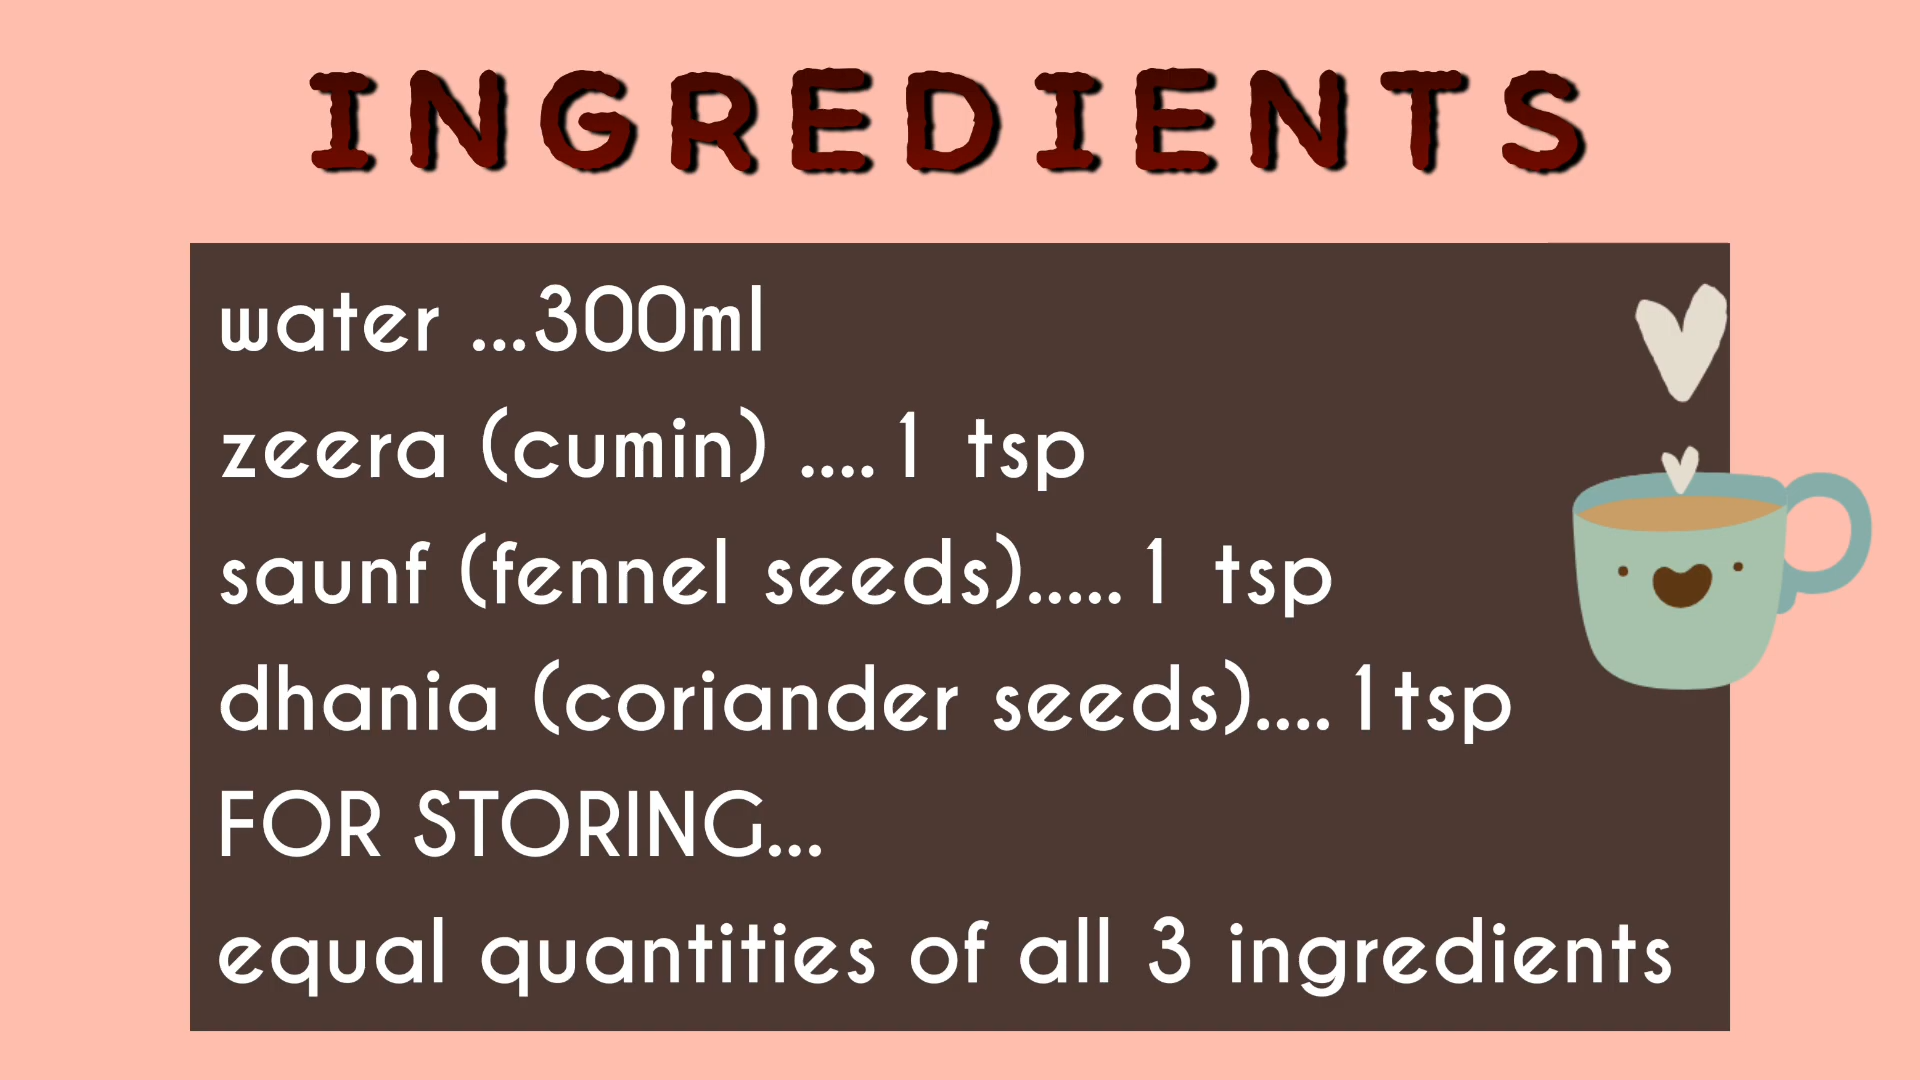 INGREDIENTS
water ...300ml
zeera (cumin) ....1 tsp
saunf (fennel seeds).....1 tsp
dhania (coriander seeds)....1tsp
FOR STORING...
equal quantities of all 3 ingredients